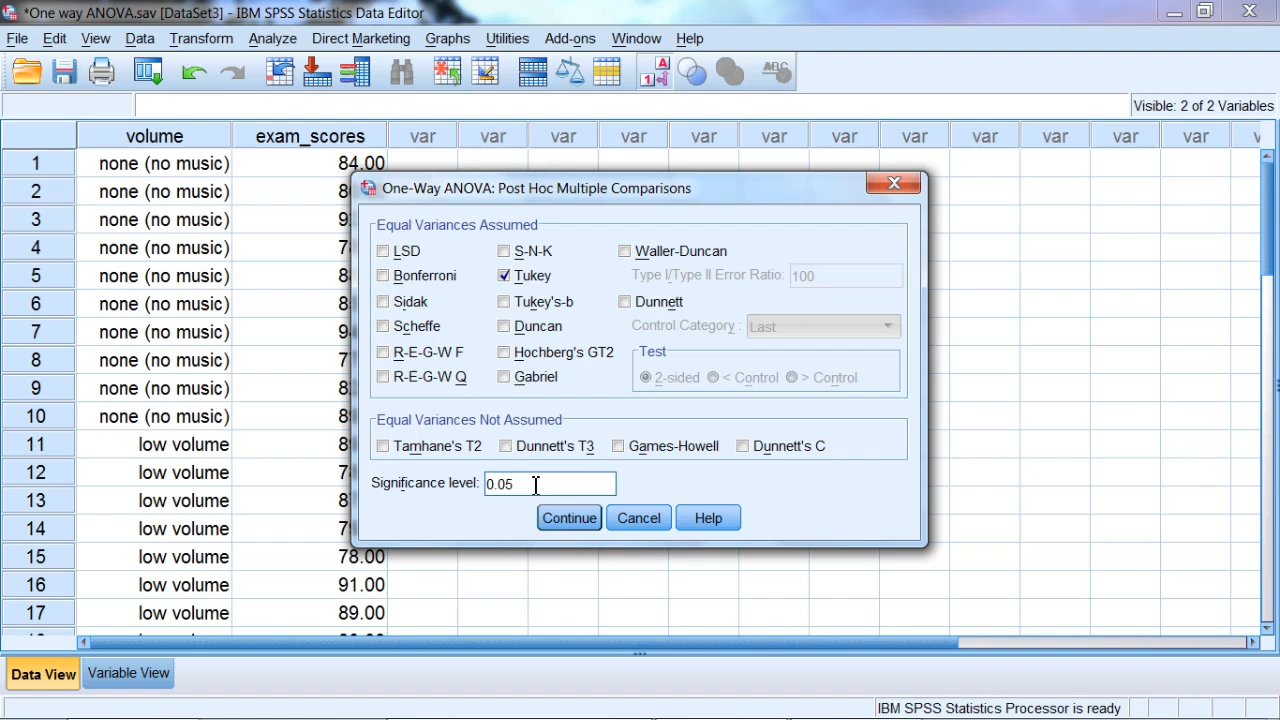 *One way ANOVA.sav [DataSet3] - IBM SPSS Statistics Data Editor
File Edit View Data Transform Analyze Direct Marketing Graphs Utilities Add-ons Window Help
Visible: 2 of 2 Variables
volume exam_scores var var var var var var var var var var var var
1 none (no music) 84.00
2 none (no music)
3 none (no music)
4 none (no music)
5 none (no music)
6 none (no music)
7 none (no music)
8 none (no music)
9 none (no music)
10 none (no music)
11 low volume
12 low volume
13 low volume
14 low volume
15 low volume 78.00
16 low volume 91.00
17 low volume 89.00
One-Way ANOVA: Post Hoc Multiple Comparisons
Equal Variances Assumed
LSD S-N-K Waller-Duncan
Bonferroni Tukey Type I/Type II Error Ratio: 100
Sidak Tukey's-b Dunnett
Scheffe Duncan Control Category : Last
R-E-G-W F Hochberg's GT2 Test
R-E-G-W Q Gabriel 2-sided < Control > Control
Equal Variances Not Assumed
Tamhane's T2 Dunnett's T3 Games-Howell Dunnett's C
Significance level: 0.05
Continue Cancel Help
Data View Variable View
IBM SPSS Statistics Processor is ready